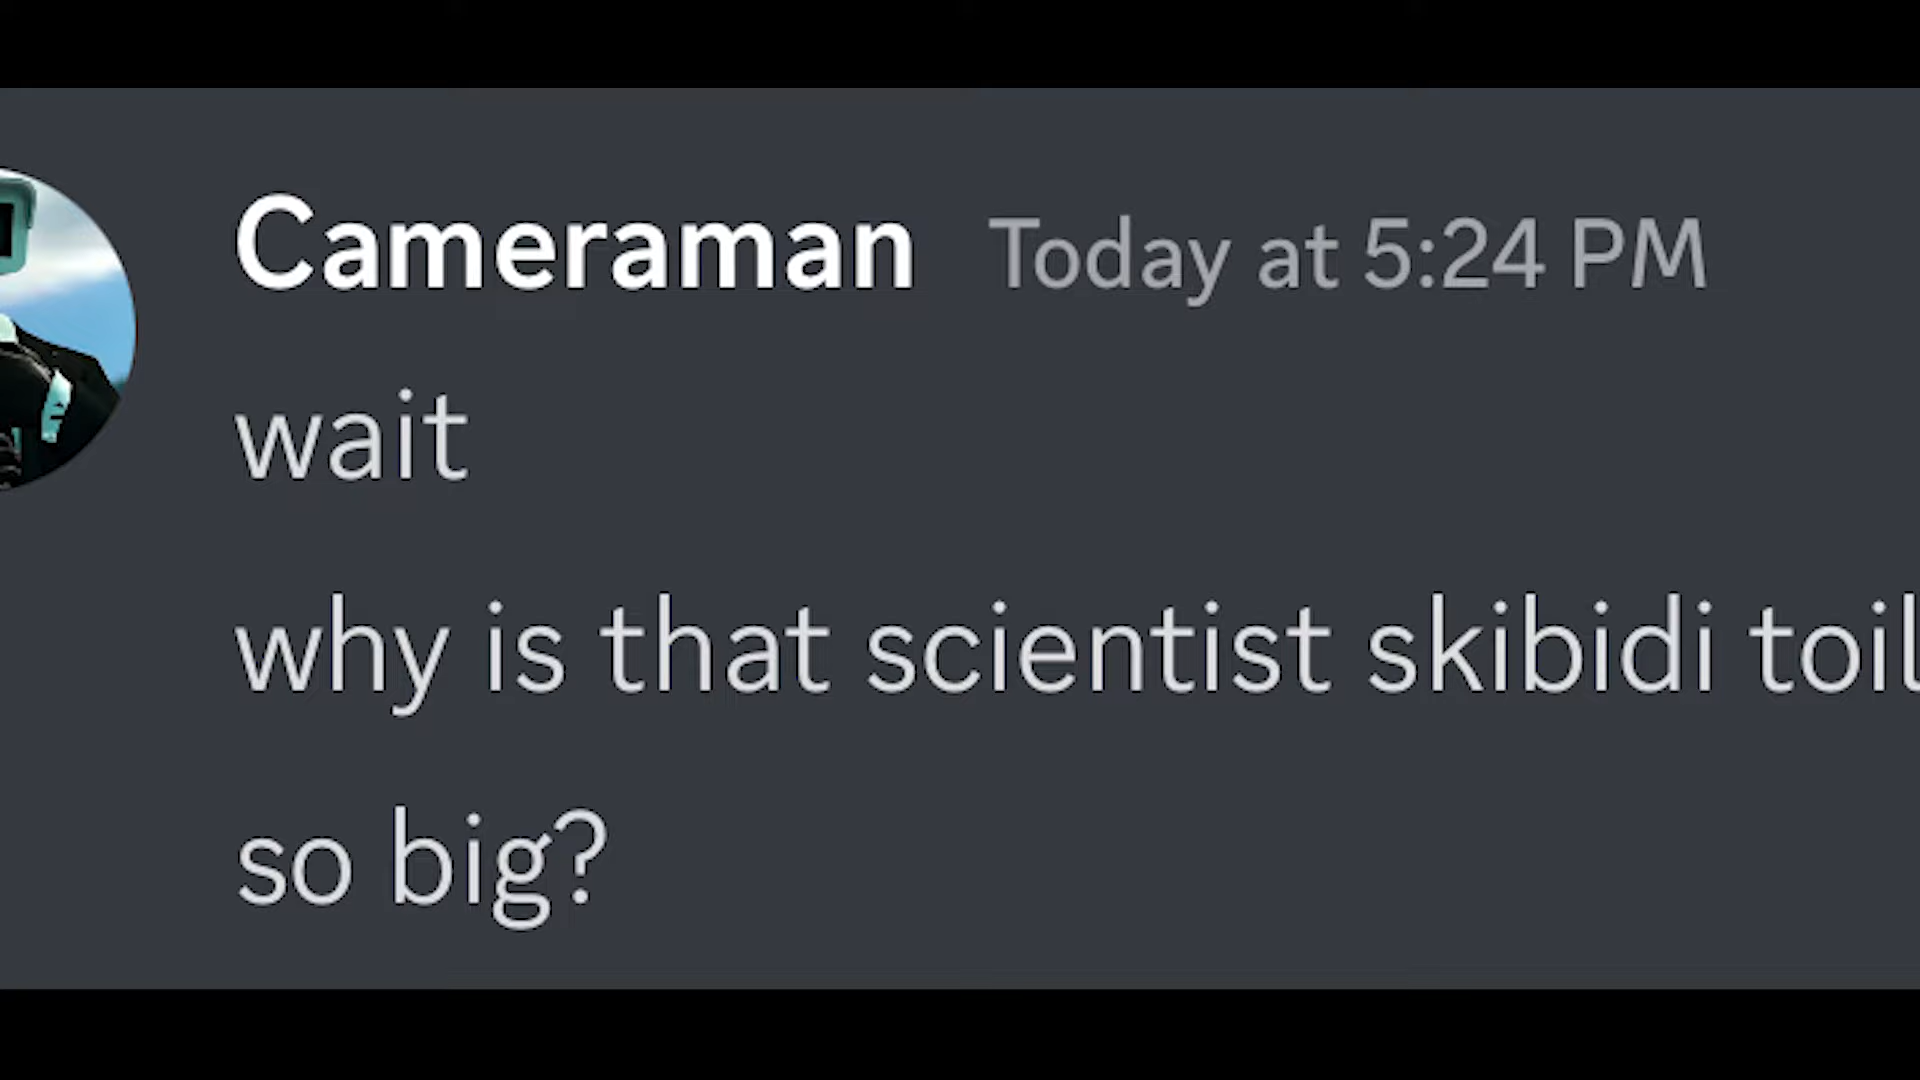 Cameraman Today at 5:24 PM
wait
why is that scientist skibidi toil
so big?